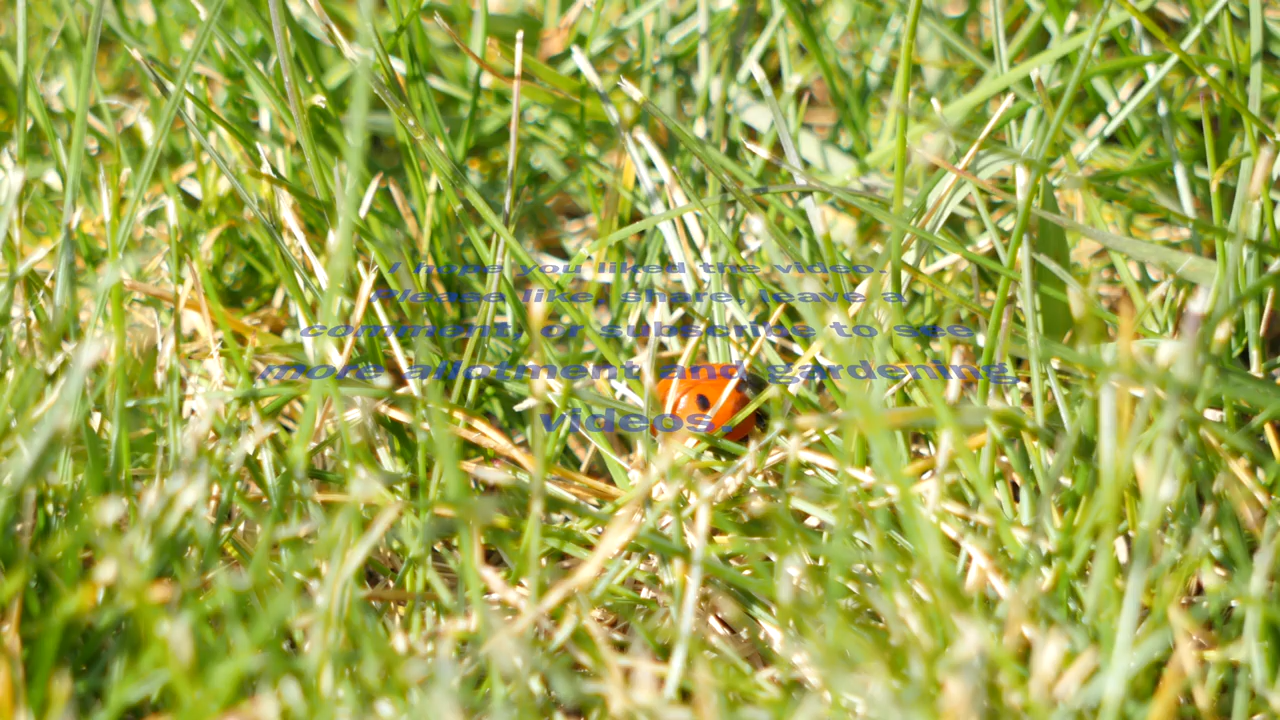 I hope you liked the video.
Please like, share, leave a
comment, or subscribe to see
more allotment and gardening
videos.